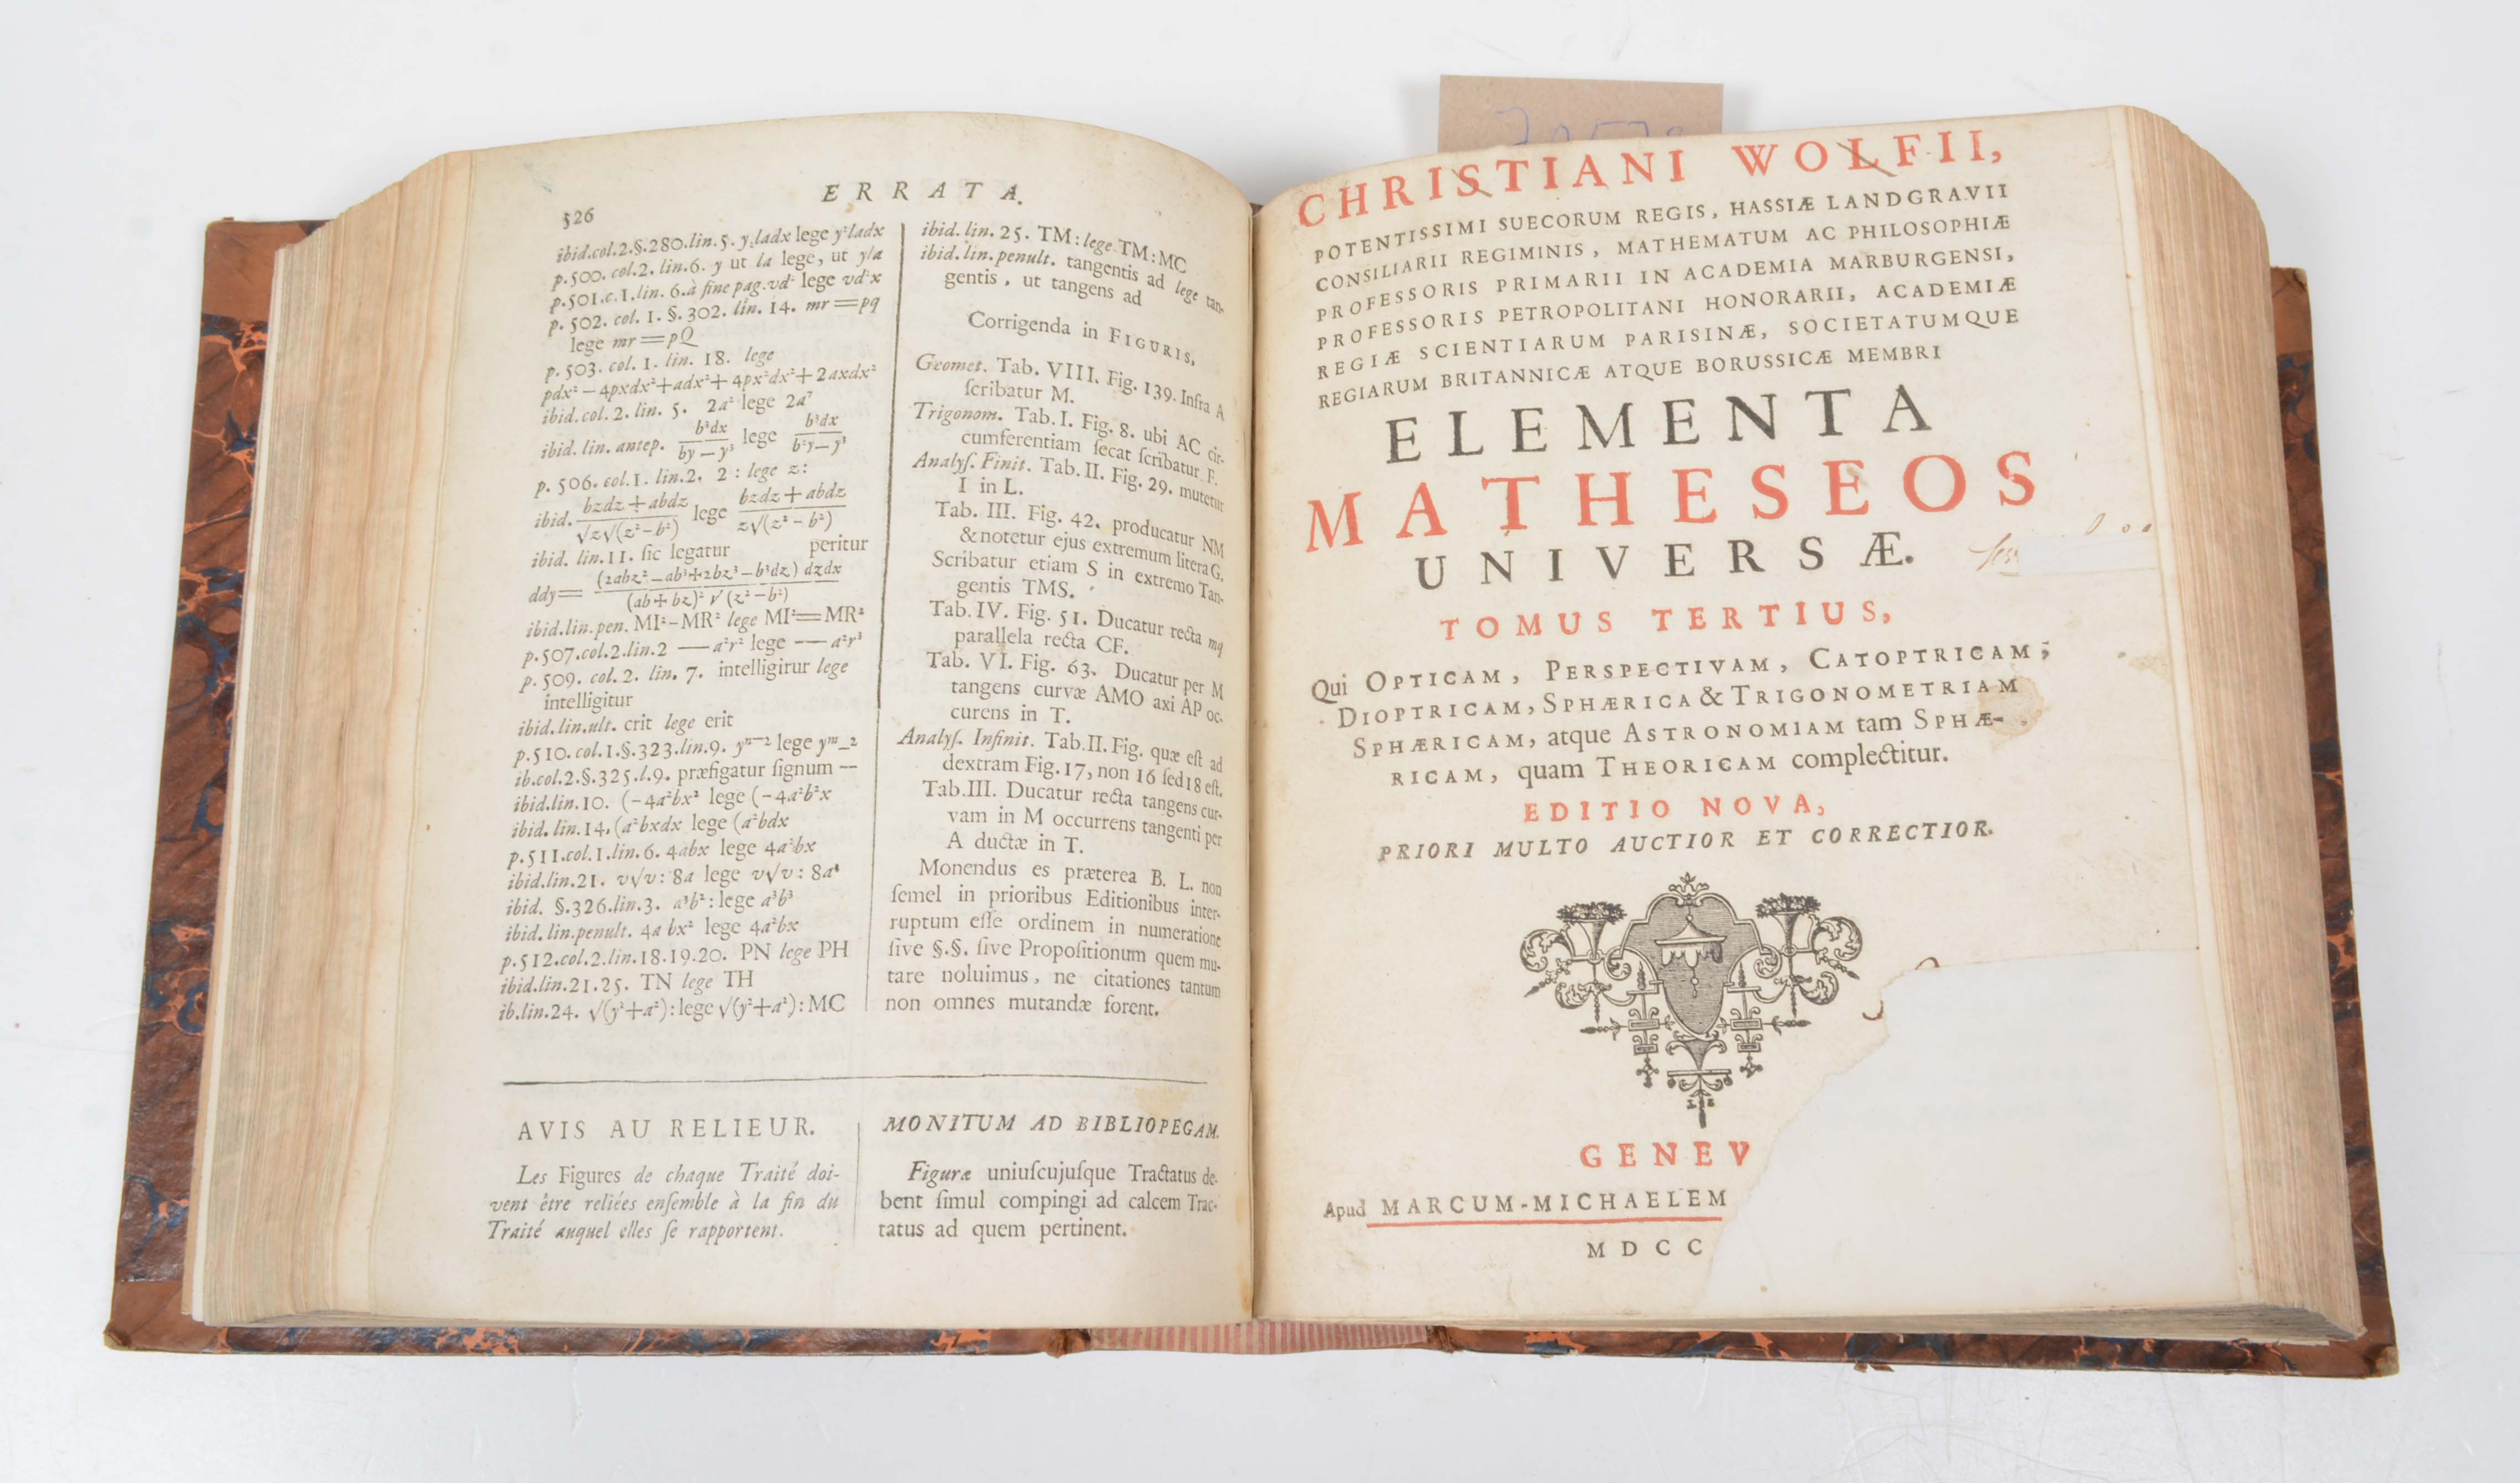 526
ERRATA.
ibid.col.2.§.280.lin.5. y,ladx lege y²ladx
p.500. col.2. lin.6. y ut la lege, ut yla
p.501.c.1.lin. 6.à fine pag.vd² lege vd²x
p. 502. col. 1. §. 302. lin. 14. mr=pq
lege mr=pQ
p. 503. col. 1. lin. 18. lege
pdx²-4pxdx²+adx²+4px²dx²+2axdx²
ibid.col.2. lin. 5. 2a² lege 2a⁷
ibid. lin. antep. b³dx/by-y³ lege b³dx/b²y-y³
p. 506. col.1. lin.2. 2 : lege z:
ibid. bzdz+abdz/√z√(z²-b²) lege bzdz+abdz/z√(z²-b²)
ibid. lin.11. ſic legatur peritur
ddy= (2abz²-ab³+2bz³-b³dz) dzdx/(ab+bz)² √(z²-b²)
ibid.lin.pen. MI²-MR² lege MI²=MR²
p.507.col.2.lin.2 —a²r² lege —a²r³
p. 509. col. 2. lin. 7. intelligirur lege
intelligitur
ibid.lin.ult. crit lege erit
p.510.col.1.§.323.lin.9. yⁿ⁻² lege yᵐ-2
ib.col.2.§.325.l.9. præfigatur ſignum —
ibid.lin.10. (-4a²bx² lege (-4a²b²x
ibid. lin.14.(a²bxdx lege (a²bdx
p.511.col.1.lin.6. 4abx lege 4a²bx
ibid.lin.21. v√v: 8a lege v√v: 8a⁴
ibid. §.326.lin.3. a³b²: lege a³b³
ibid. lin.penult. 4a bx² lege 4a²bx
p.512.col.2.lin.18.19.20. PN lege PH
ibid.lin.21.25. TN lege TH
ib.lin.24. √(y²+a²): lege √(y²+a²): MC
ibid. lin. 25. TM: lege TM:MC
ibid. lin. penult. tangentis ad lege tan-
gentis, ut tangens ad
Corrigenda in FIGURIS,
Geomet. Tab. VIII. Fig. 139. Infra A
ſcribatur M.
Trigonom. Tab. I. Fig. 8. ubi AC cir-
cumferentiam ſecat ſcribatur F.
Analyſ. Finit. Tab. II. Fig. 29. mutetur
I in L.
Tab. III. Fig. 42. producatur NM
& notetur ejus extremum litera G.
Scribatur etiam S in extremo Tan-
gentis TMS.
Tab. IV. Fig. 51. Ducatur recta mq
parallela recta CF.
Tab. VI. Fig. 63. Ducatur per M
tangens curvæ AMO axi AP oc-
curens in T.
Analyſ. Infinit. Tab. II. Fig. quæ eſt ad
dextram Fig. 17, non 16 ſed 18 eſt.
Tab.III. Ducatur recta tangens cur-
vam in M occurrens tangenti per
A ductæ in T.
Monendus es præterea B. L. non
ſemel in prioribus Editionibus inter-
ruptum eſſe ordinem in numeratione
ſive §.§. ſive Propoſitionum quem mu-
tare noluimus, ne citationes tantum
non omnes mutandæ forent.
AVIS AU RELIEUR.
Les Figures de chaque Traité doi-
vent être reliées enſemble à la fin du
Traité auquel elles ſe rapportent.
MONITUM AD BIBLIOPEGAM.
Figuræ uniuſcujuſque Tractatus de-
bent ſimul compingi ad calcem Trac-
tatus ad quem pertinent.
CHRISTIANI WOLFII,
POTENTISSIMI SUECORUM REGIS, HASSIÆ LANDGRAVII
CONSILIARII REGIMINIS, MATHEMATUM AC PHILOSOPHIÆ
PROFESSORIS PRIMARII IN ACADEMIA MARBURGENSI,
PROFESSORIS PETROPOLITANI HONORARII, ACADEMIÆ
REGIÆ SCIENTIARUM PARISINÆ, SOCIETATUMQUE
REGIARUM BRITANNICÆ ATQUE BORUSSICÆ MEMBRI
ELEMENTA
MATHESEOS
UNIVERSÆ.
TOMUS TERTIUS,
Qui OPTICAM, PERSPECTIVAM, CATOPTRICAM,
DIOPTRICAM, SPHÆRICA & TRIGONOMETRIAM
SPHÆRICAM, atque ASTRONOMIAM tam SPHÆ-
RICAM, quam THEORICAM complectitur.
EDITIO NOVA,
PRIORI MULTO AUCTIOR ET CORRECTIOR.
GENEV
Apud MARCUM-MICHAELEM
MDCC